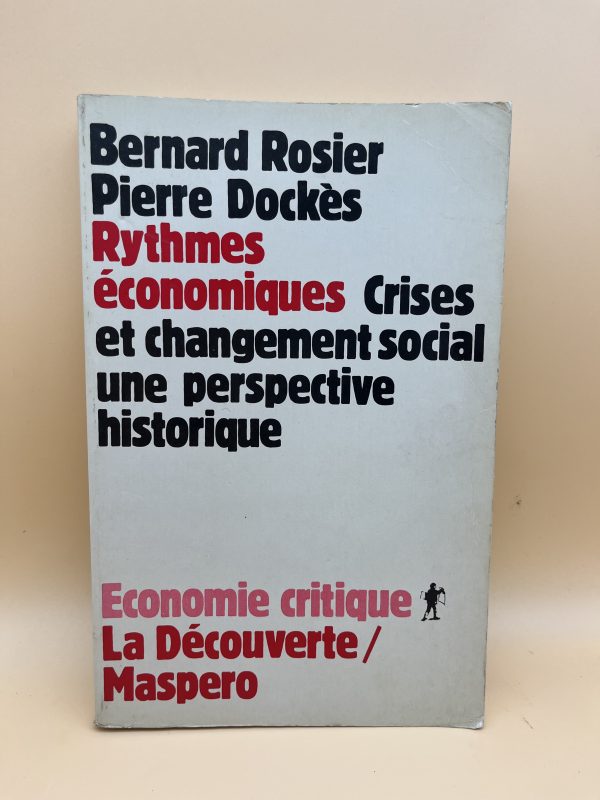 Bernard Rosier
Pierre Dockès
Rythmes
économiques Crises
et changement social
une perspective
historique
Economie critique
La Découverte/
Maspero